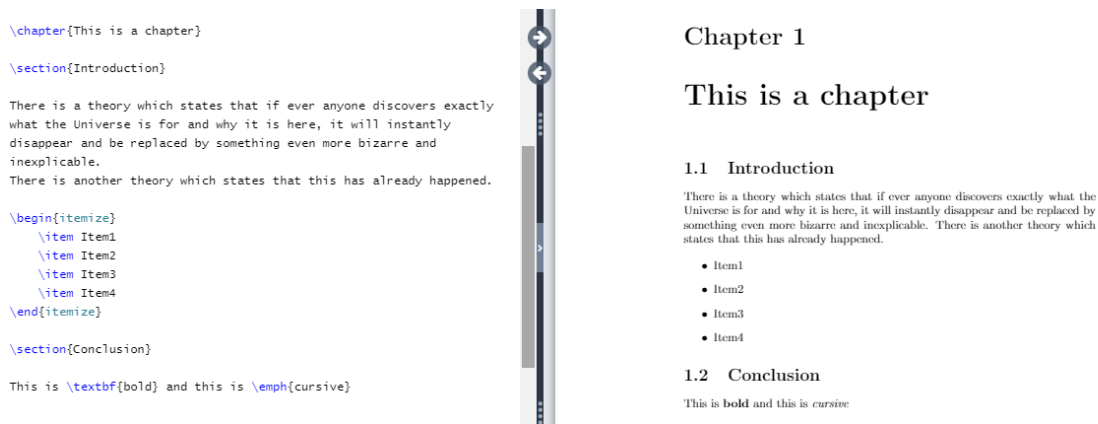 \chapter{This is a chapter}
\section{Introduction}
There is a theory which states that if ever anyone discovers exactly
what the Universe is for and why it is here, it will instantly
disappear and be replaced by something even more bizarre and
inexplicable.
There is another theory which states that this has already happened.
\begin{itemize}
\item Item1
\item Item2
\item Item3
\item Item4
\end{itemize}
\section{Conclusion}
This is \textbf{bold} and this is \emph{cursive}
Chapter 1
This is a chapter
1.1 Introduction
There is a theory which states that if ever anyone discovers exactly what the
Universe is for and why it is here, it will instantly disappear and be replaced by
something even more bizarre and inexplicable. There is another theory which
states that this has already happened.
• Item1
• Item2
• Item3
• Item4
1.2 Conclusion
This is bold and this is cursive